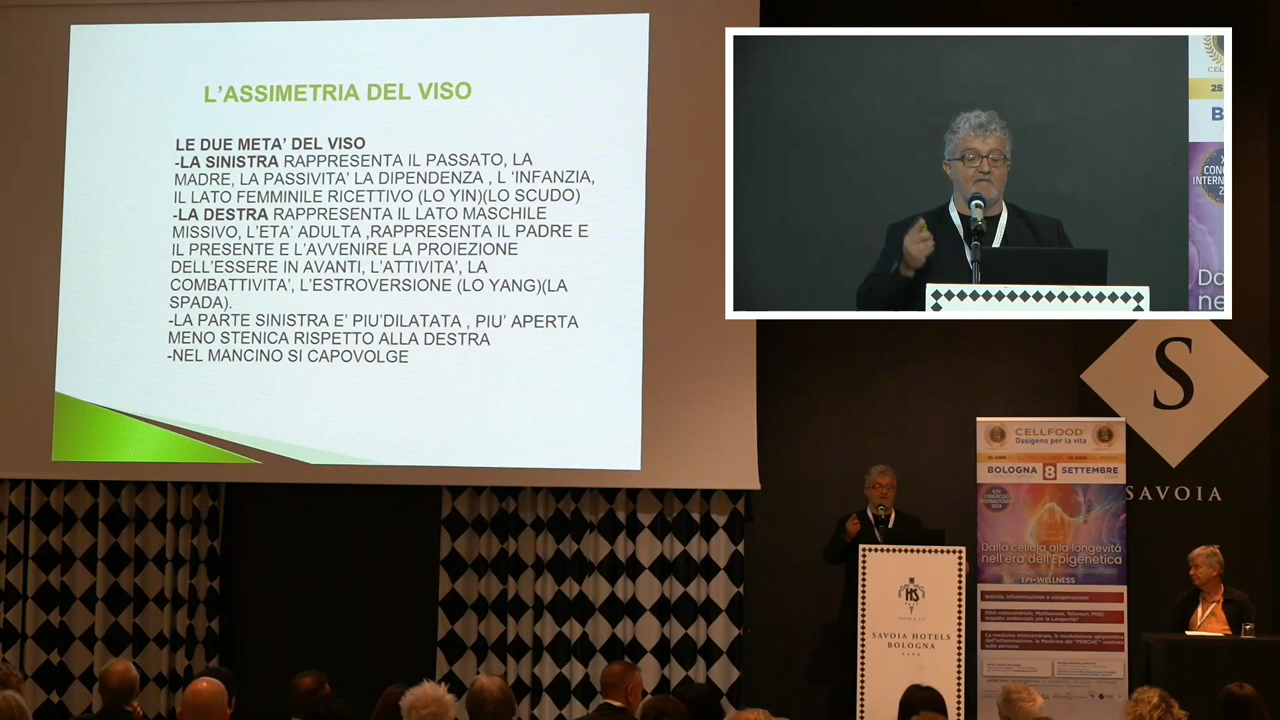 L'ASSIMETRIA DEL VISO
LE DUE META' DEL VISO
-LA SINISTRA RAPPRESENTA IL PASSATO, LA
MADRE, LA PASSIVITA' LA DIPENDENZA , L 'INFANZIA,
IL LATO FEMMINILE RICETTIVO (LO YIN)(LO SCUDO)
-LA DESTRA RAPPRESENTA IL LATO MASCHILE
MISSIVO, L'ETA' ADULTA ,RAPPRESENTA IL PADRE E
IL PRESENTE E L'AVVENIRE LA PROIEZIONE
DELL'ESSERE IN AVANTI, L'ATTIVITA', LA
COMBATTIVITA', L'ESTROVERSIONE (LO YANG)(LA
SPADA).
-LA PARTE SINISTRA E' PIU'DILATATA , PIU' APERTA
MENO STENICA RISPETTO ALLA DESTRA
-NEL MANCINO SI CAPOVOLGE
25
B
Da
ne
S
SAVOIA
CELLFOOD
Ossigeno per la vita
BOLOGNA 8 SETTEMBRE
Dalla cellula alla longevità
nell'era dell'Epigenetica
EPI-WELLNESS
HS
SAVOIA HOTELS
BOLOGNA